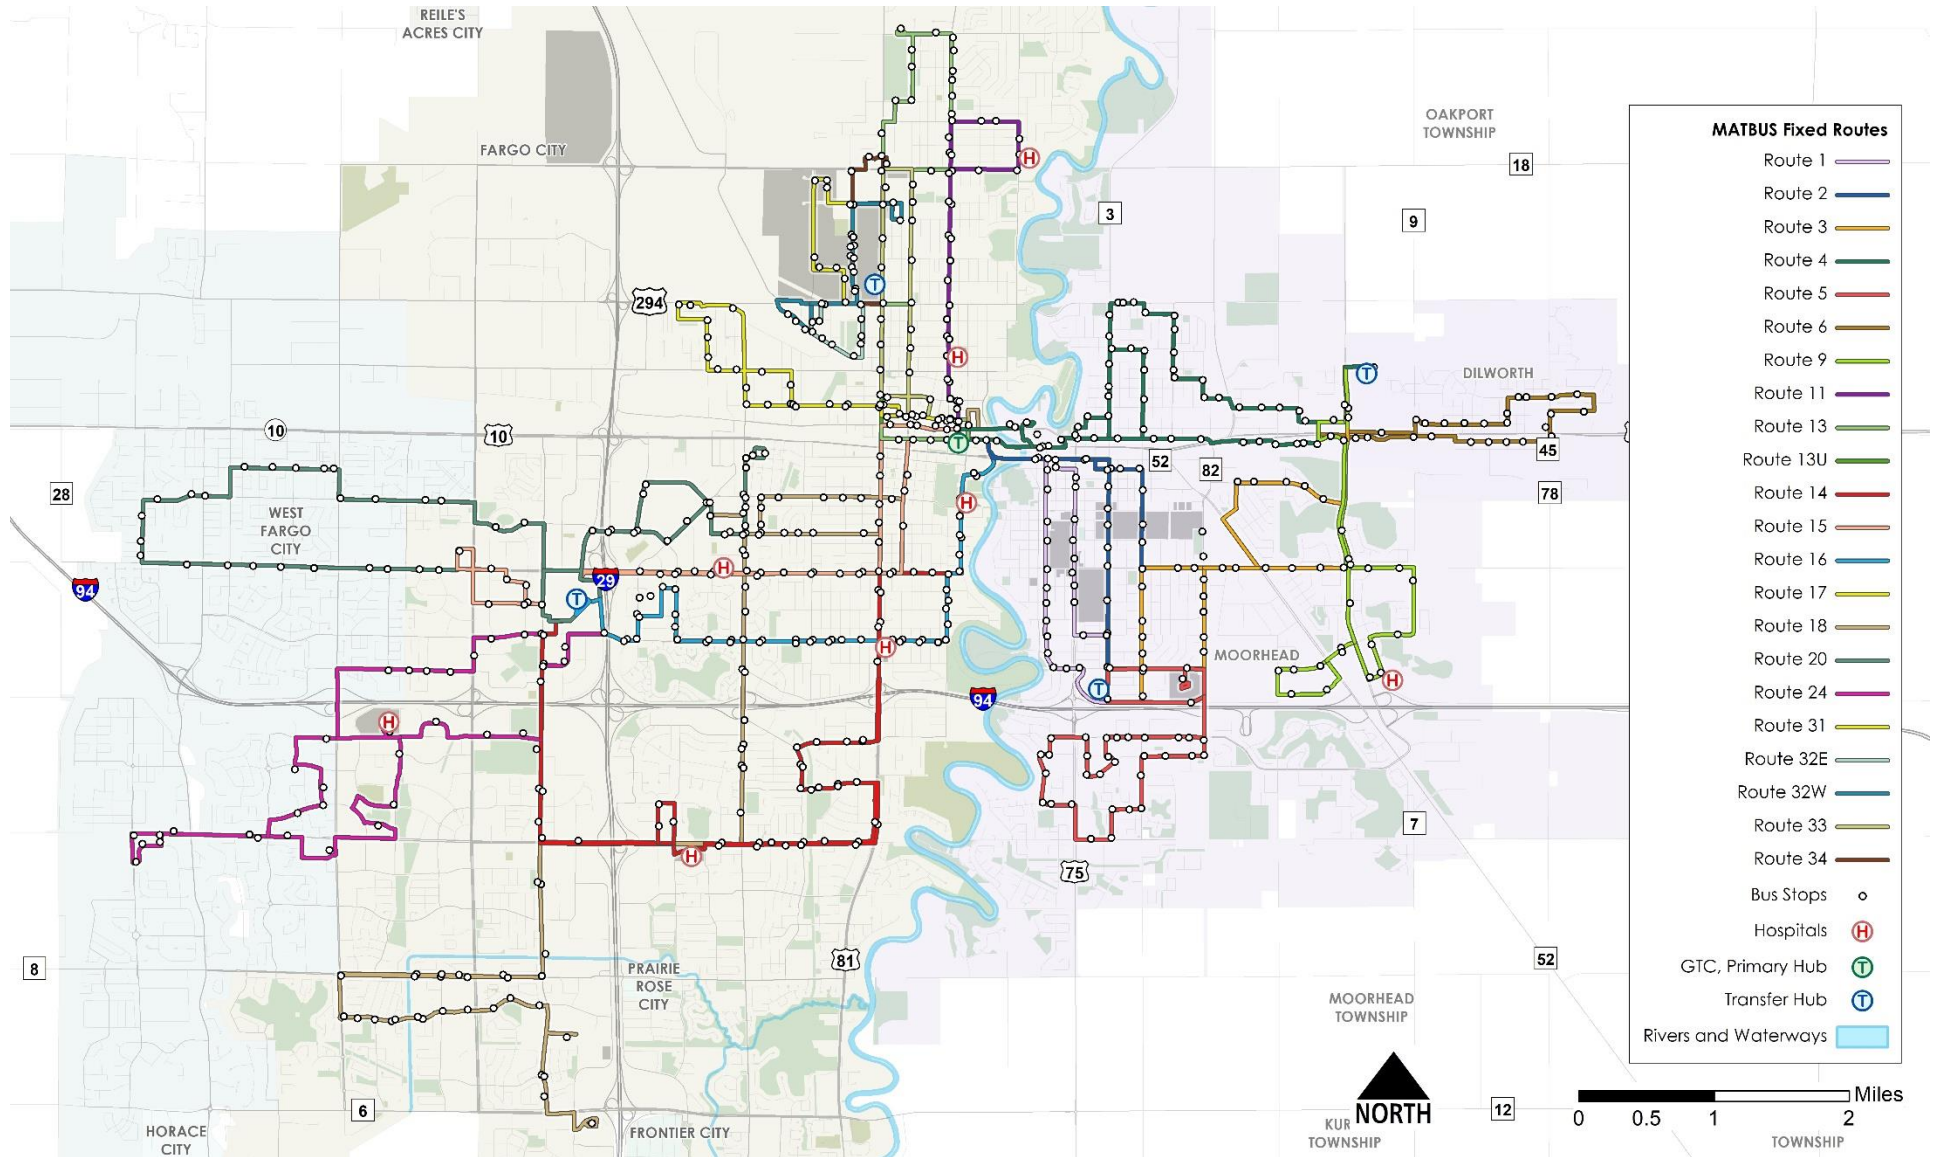 REILE'S
ACRES CITY
FARGO CITY
OAKPORT
TOWNSHIP
18
3
9
294
DILWORTH
10
10
52
82
45
78
28
WEST
FARGO
CITY
94
29
MOORHEAD
94
7
75
8
81
52
PRAIRIE
ROSE
CITY
MOORHEAD
TOWNSHIP
6
12
HORACE
CITY
FRONTIER CITY
KUR
TOWNSHIP
TOWNSHIP
H
H
H
H
H
H
H
H
T
T
T
T
T
MATBUS Fixed Routes
Route 1
Route 2
Route 3
Route 4
Route 5
Route 6
Route 9
Route 11
Route 13
Route 13U
Route 14
Route 15
Route 16
Route 17
Route 18
Route 20
Route 24
Route 31
Route 32E
Route 32W
Route 33
Route 34
Bus Stops
Hospitals H
GTC, Primary Hub T
Transfer Hub T
Rivers and Waterways
NORTH
Miles
0 0.5 1 2